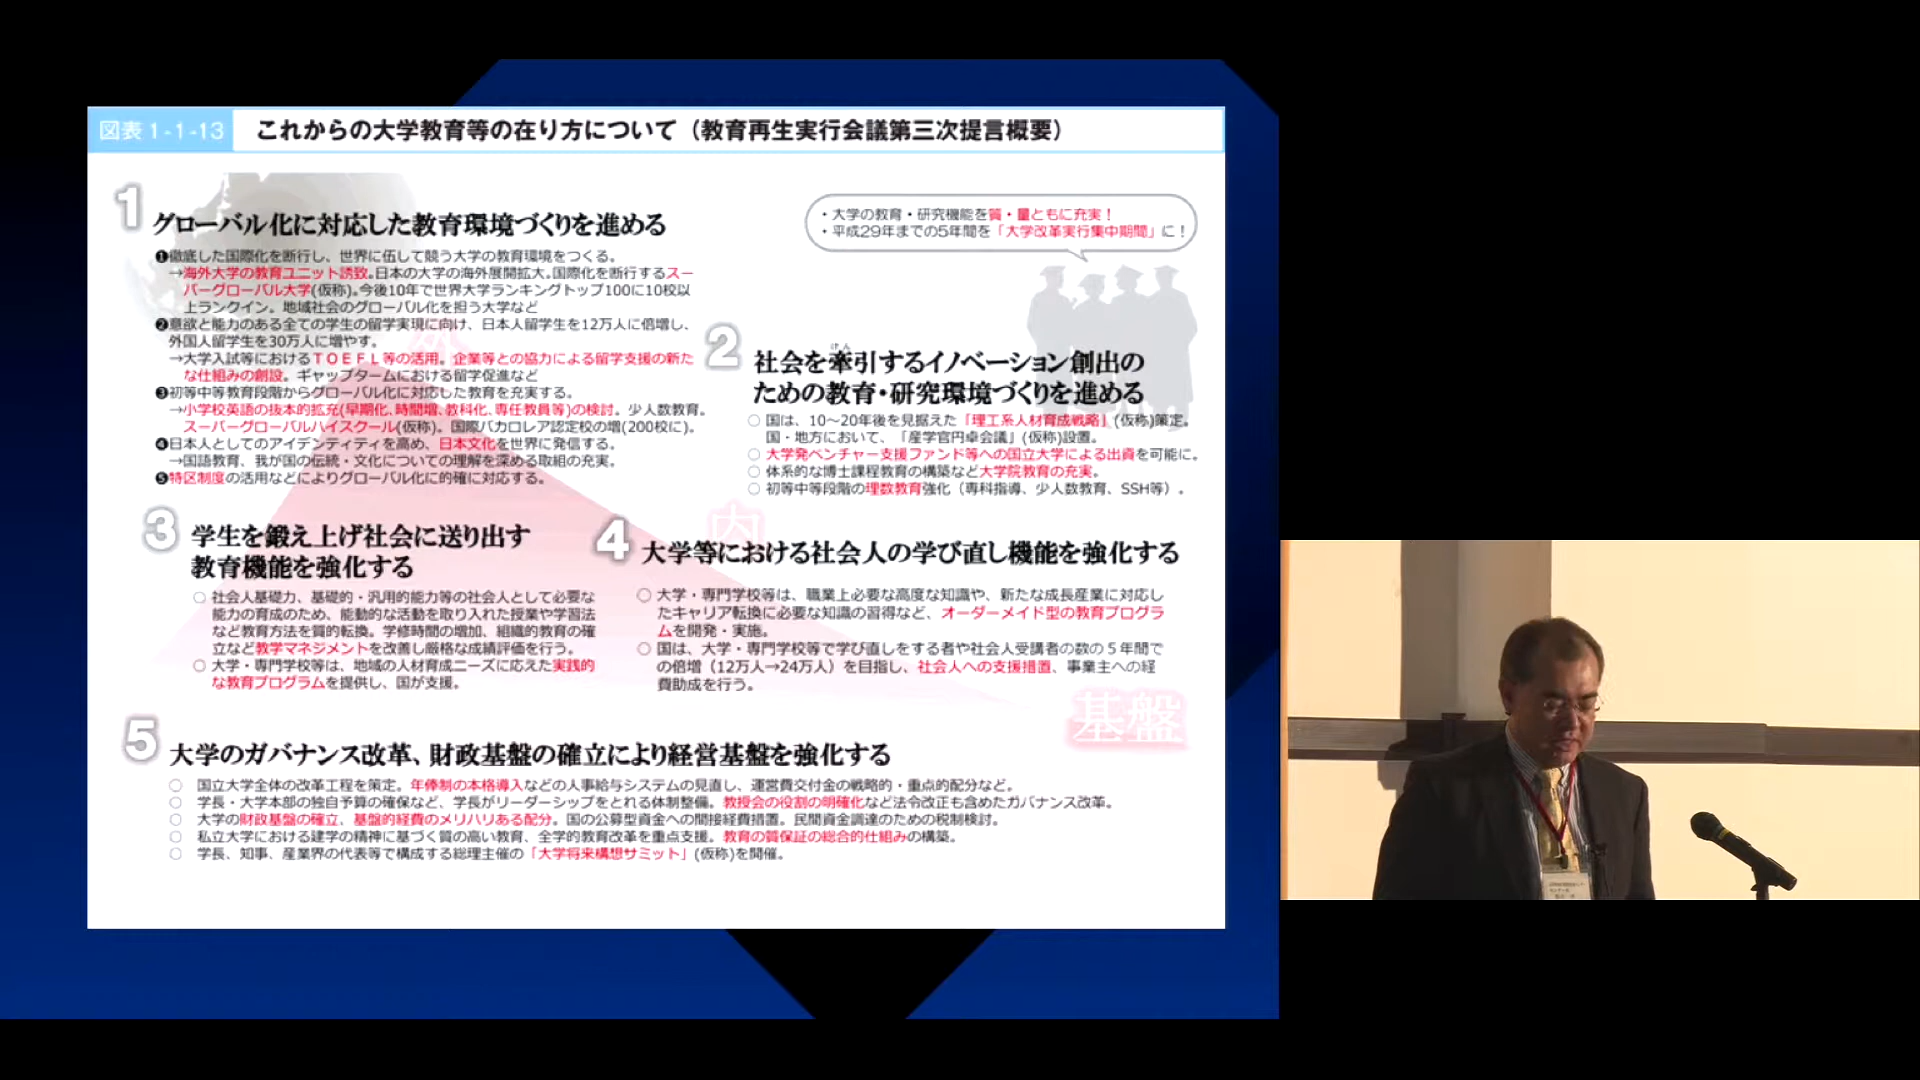 図表 1-1-13 これからの大学教育等の在り方について（教育再生実行会議第三次提言概要）
・大学の教育・研究機能を質・量ともに充実！
・平成29年までの5年間を「大学改革実行集中期間」に！
1 グローバル化に対応した教育環境づくりを進める
❶徹底した国際化を断行し、世界に伍して競う大学の教育環境をつくる。
→海外大学の教育ユニット誘致。日本の大学の海外展開拡大。国際化を断行するスー
パーグローバル大学(仮称)。今後10年で世界大学ランキングトップ100に10校以
上ランクイン。地域社会のグローバル化を担う大学など
❷意欲と能力のある全ての学生の留学実現に向け、日本人留学生を12万人に倍増し、
外国人留学生を30万人に増やす。
→大学入試等におけるＴＯＥＦＬ等の活用。企業等との協力による留学支援の新た
な仕組みの創設。ギャップタームにおける留学促進など
❸初等中等教育段階からグローバル化に対応した教育を充実する。
→小学校英語の抜本的拡充(早期化、時間増、教科化、専任教員等)の検討。少人数教育。
スーパーグローバルハイスクール(仮称)。国際バカロレア認定校の増(200校に)。
❹日本人としてのアイデンティティを高め、日本文化を世界に発信する。
→国語教育、我が国の伝統・文化についての理解を深める取組の充実。
❺特区制度の活用などによりグローバル化に的確に対応する。
外
2 社会を牽引するイノベーション創出の
けん
ための教育・研究環境づくりを進める
○ 国は、10～20年後を見据えた「理工系人材育成戦略」(仮称)策定。
国・地方において、「産学官円卓会議」(仮称)設置。
○ 大学発ベンチャー支援ファンド等への国立大学による出資を可能に。
○ 体系的な博士課程教育の構築など大学院教育の充実。
○ 初等中等段階の理数教育強化（専科指導、少人数教育、SSH等）。
内
3 学生を鍛え上げ社会に送り出す
教育機能を強化する
○ 社会人基礎力、基礎的・汎用的能力等の社会人として必要な
能力の育成のため、能動的な活動を取り入れた授業や学習法
など教育方法を質的転換。学修時間の増加、組織的教育の確
立など教学マネジメントを改善し厳格な成績評価を行う。
○ 大学・専門学校等は、地域の人材育成ニーズに応えた実践的
な教育プログラムを提供し、国が支援。
4 大学等における社会人の学び直し機能を強化する
○ 大学・専門学校等は、職業上必要な高度な知識や、新たな成長産業に対応し
たキャリア転換に必要な知識の習得など、オーダーメイド型の教育プログラ
ムを開発・実施。
○ 国は、大学・専門学校等で学び直しをする者や社会人受講者の数の５年間で
の倍増（12万人→24万人）を目指し、社会人への支援措置、事業主への経
費助成を行う。
基盤
5 大学のガバナンス改革、財政基盤の確立により経営基盤を強化する
○ 国立大学全体の改革工程を策定。年俸制の本格導入などの人事給与システムの見直し、運営費交付金の戦略的・重点的配分など。
○ 学長・大学本部の独自予算の確保など、学長がリーダーシップをとれる体制整備。教授会の役割の明確化など法令改正も含めたガバナンス改革。
○ 大学の財政基盤の確立、基盤的経費のメリハリある配分。国の公募型資金への間接経費措置。民間資金調達のための税制検討。
○ 私立大学における建学の精神に基づく質の高い教育、全学的教育改革を重点支援。教育の質保証の総合的仕組みの構築。
○ 学長、知事、産業界の代表等で構成する総理主催の「大学将来構想サミット」(仮称)を開催。